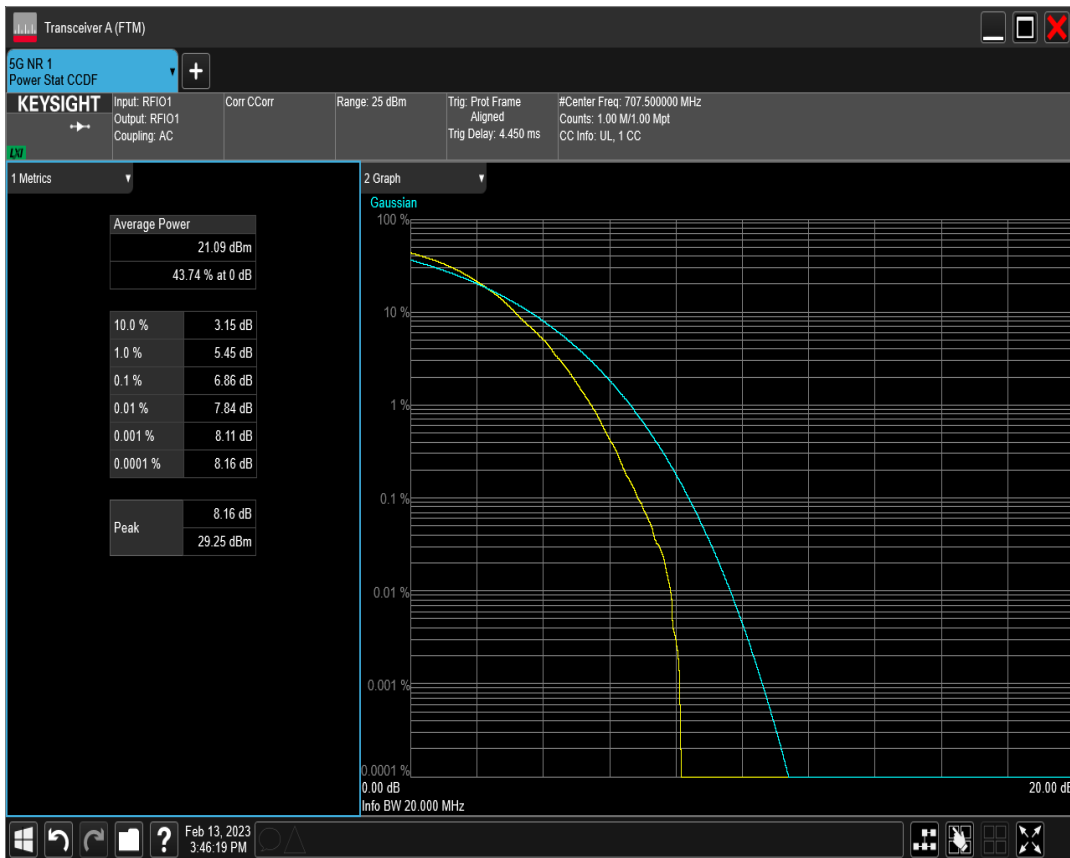 Transceiver A (FTM)
5G NR 1
Power Stat CCDF
KEYSIGHT
LXI
Input: RFIO1
Output: RFIO1
Coupling: AC
Corr CCorr
Range: 25 dBm
Trig: Prot Frame
Aligned
Trig Delay: 4.450 ms
#Center Freq: 707.500000 MHz
Counts: 1.00 M/1.00 Mpt
CC Info: UL, 1 CC
1 Metrics
Average Power
21.09 dBm
43.74 % at 0 dB
10.0 % 3.15 dB
1.0 % 5.45 dB
0.1 % 6.86 dB
0.01 % 7.84 dB
0.001 % 8.11 dB
0.0001 % 8.16 dB
Peak
8.16 dB
29.25 dBm
2 Graph
Gaussian
100 %
10 %
1 %
0.1 %
0.01 %
0.001 %
0.0001 %
0.00 dB 20.00 dB
Info BW 20.000 MHz
?
Feb 13, 2023
3:46:19 PM